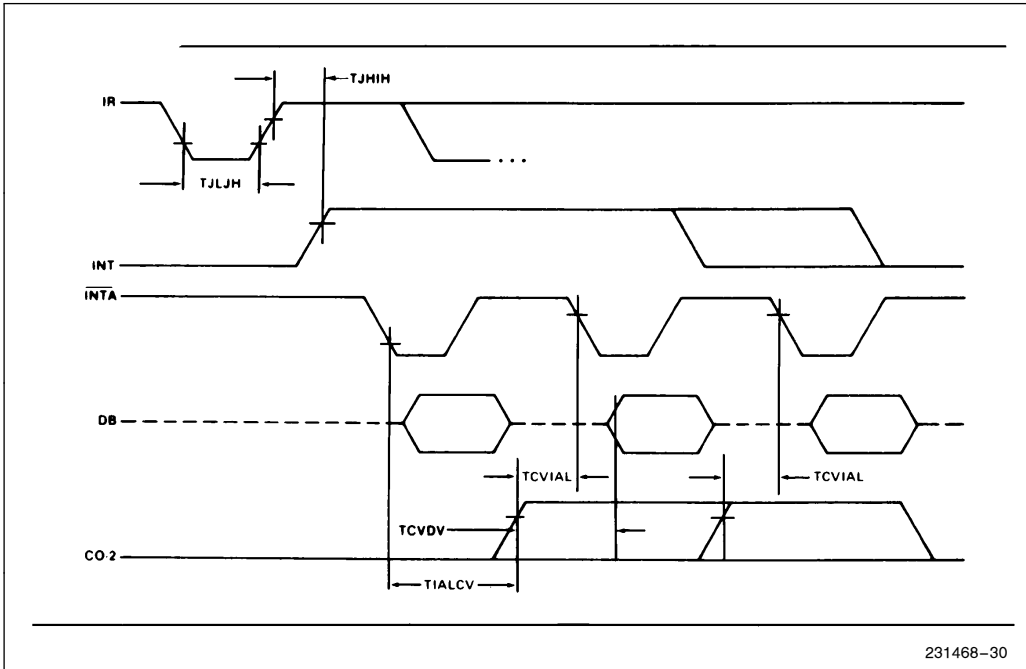 TJHIH
IR
TJLJH
. . .
INT
INTA
DB
TCVIAL
TCVIAL
TCVDV
CO-2
TIALCV
231468–30